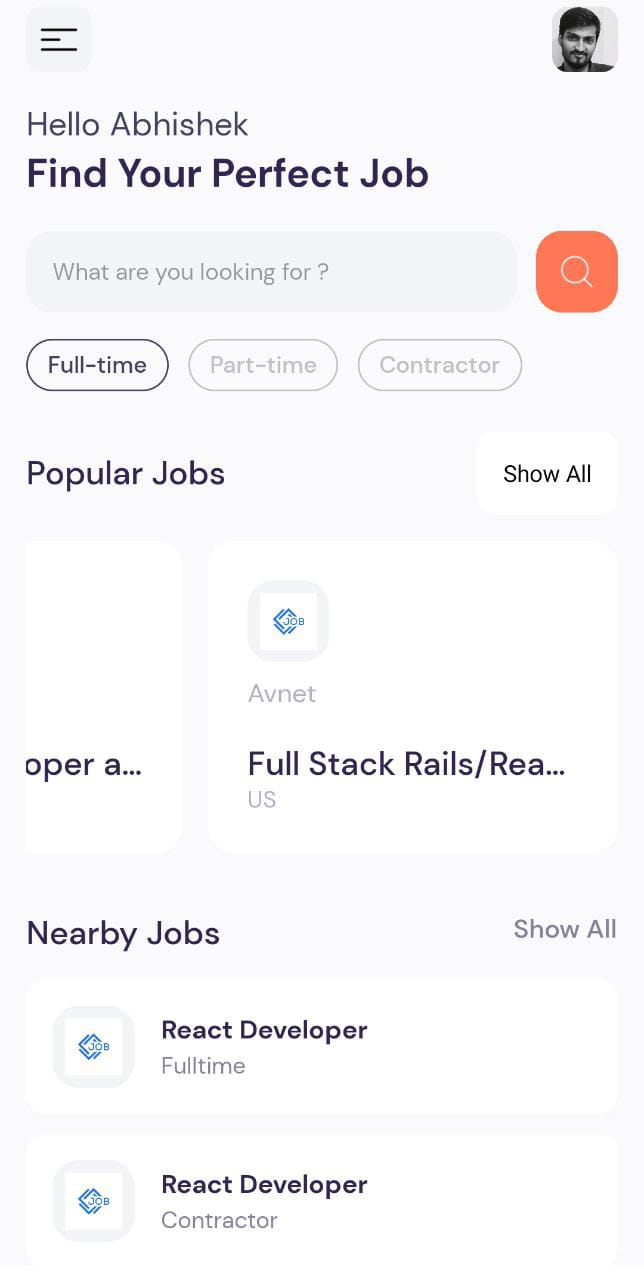 Hello Abhishek
Find Your Perfect Job
What are you looking for ?
Full-time Part-time Contractor
Popular Jobs Show All
JOB
Avnet
oper a... Full Stack Rails/Rea...
US
Nearby Jobs Show All
JOB
React Developer
Fulltime
JOB
React Developer
Contractor